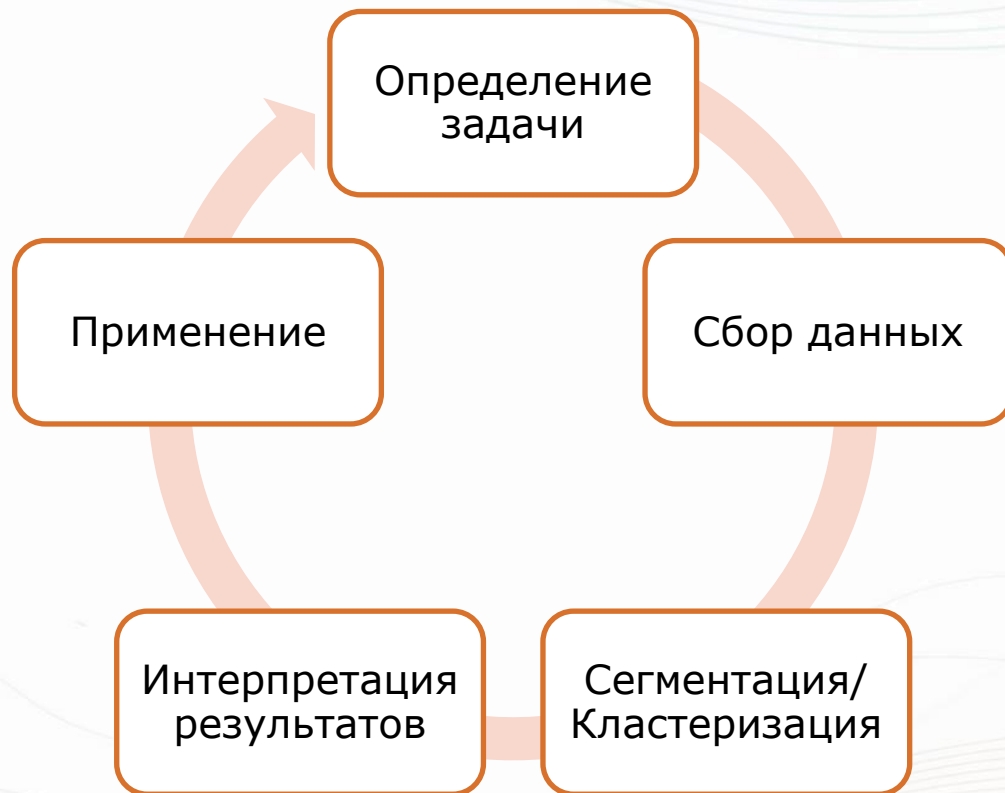 Определение
задачи
Сбор данных
Сегментация/
Кластеризация
Интерпретация
результатов
Применение